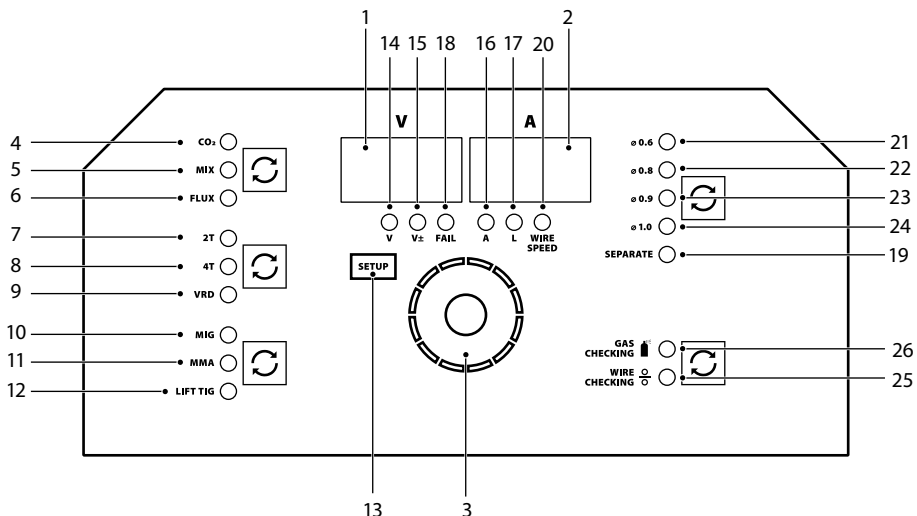 1 2
14 15 18 16 17 20
V A
4 CO₂ ø 0.6 21
5 MIX ø 0.8 22
6 FLUX ø 0.9 23
7 2T ø 1.0 24
V V± FAIL A L WIRE SPEED
8 4T SETUP SEPARATE 19
9 VRD
10 MIG GAS CHECKING 26
11 MMA WIRE CHECKING 25
12 LIFT TIG
13 3